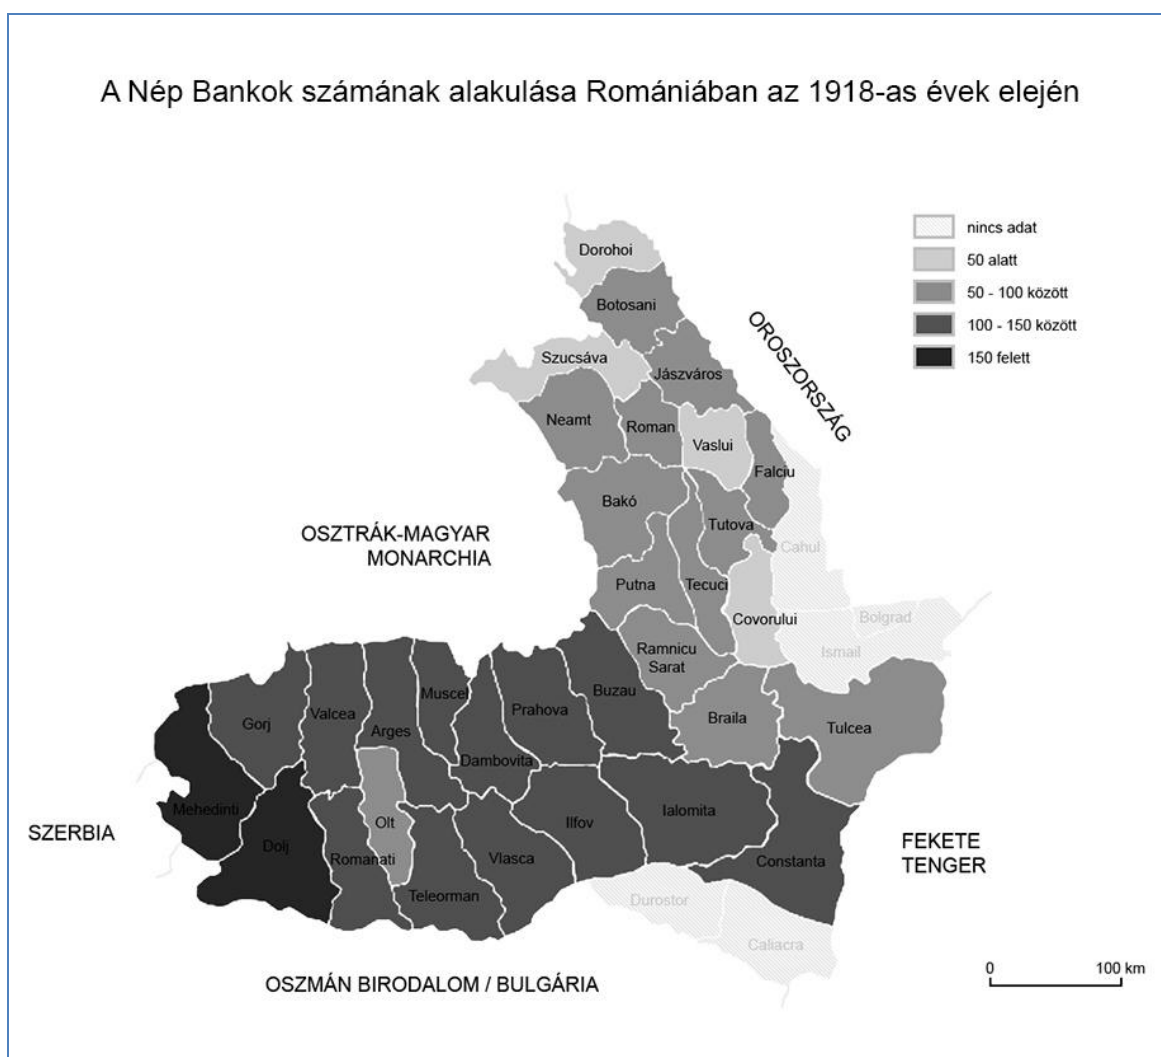 A Nép Bankok számának alakulása Romániában az 1918-as évek elején
nincs adat
50 alatt
50 - 100 között
100 - 150 között
150 felett
Dorohoi
Botosani
OROSZORSZÁG
Szucsáva
Jászváros
Neamt
Roman
Vaslui
Falciu
Bakó
Tutova
OSZTRÁK-MAGYAR
MONARCHIA
Cahul
Putna
Tecuci
Covorului
Bolgrad
Ismail
Ramnicu
Sarat
Muscel
Buzau
Gorj
Valcea
Arges
Prahova
Braila
Tulcea
Dambovita
Mehedinti
Olt
Ilfov
Ialomita
SZERBIA
Dolj
Romanati
Vlasca
Constanta
FEKETE
TENGER
Teleorman
Durostor
Caliacra
OSZMÁN BIRODALOM / BULGÁRIA
0
100 km